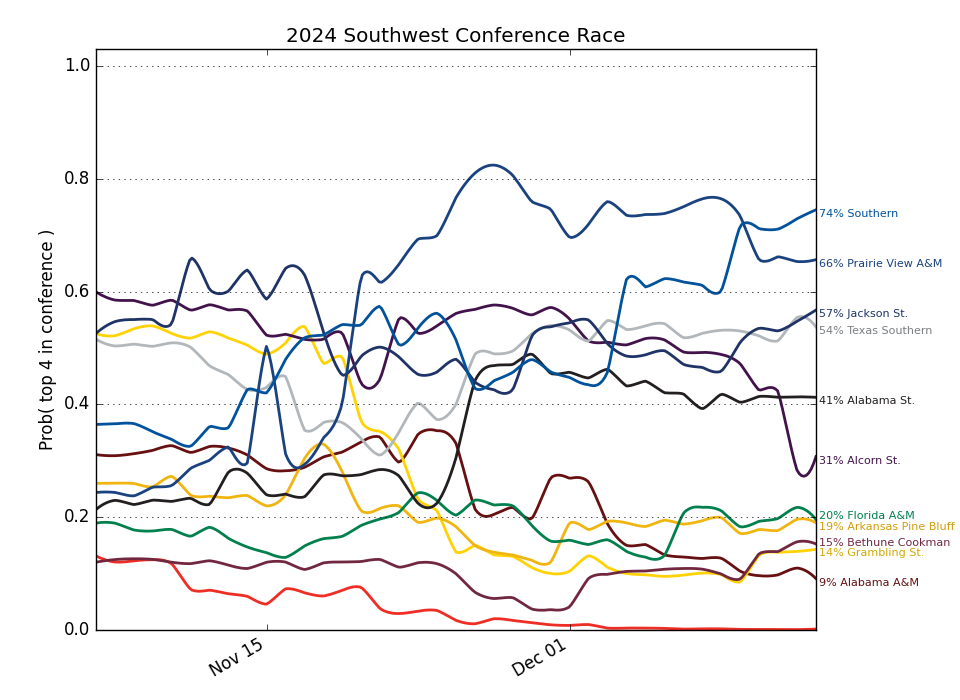 2024 Southwest Conference Race
Prob( top 4 in conference )
1.0
0.8
0.6
0.4
0.2
0.0
Nov 15
Dec 01
74% Southern
66% Prairie View A&M
57% Jackson St.
54% Texas Southern
41% Alabama St.
31% Alcorn St.
20% Florida A&M
19% Arkansas Pine Bluff
15% Bethune Cookman
14% Grambling St.
9% Alabama A&M